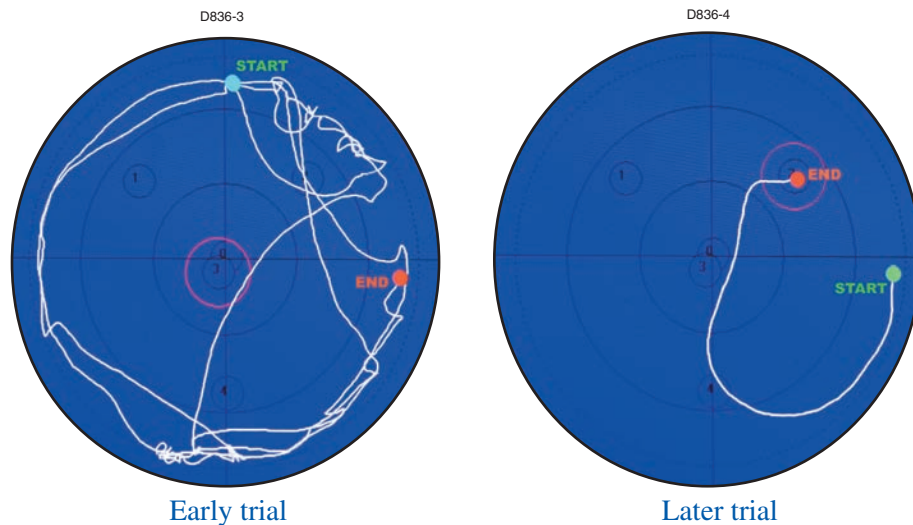 D836-3
START
1
0
3
END
4
Early trial
D836-4
1
END
0
3
START
4
Later trial